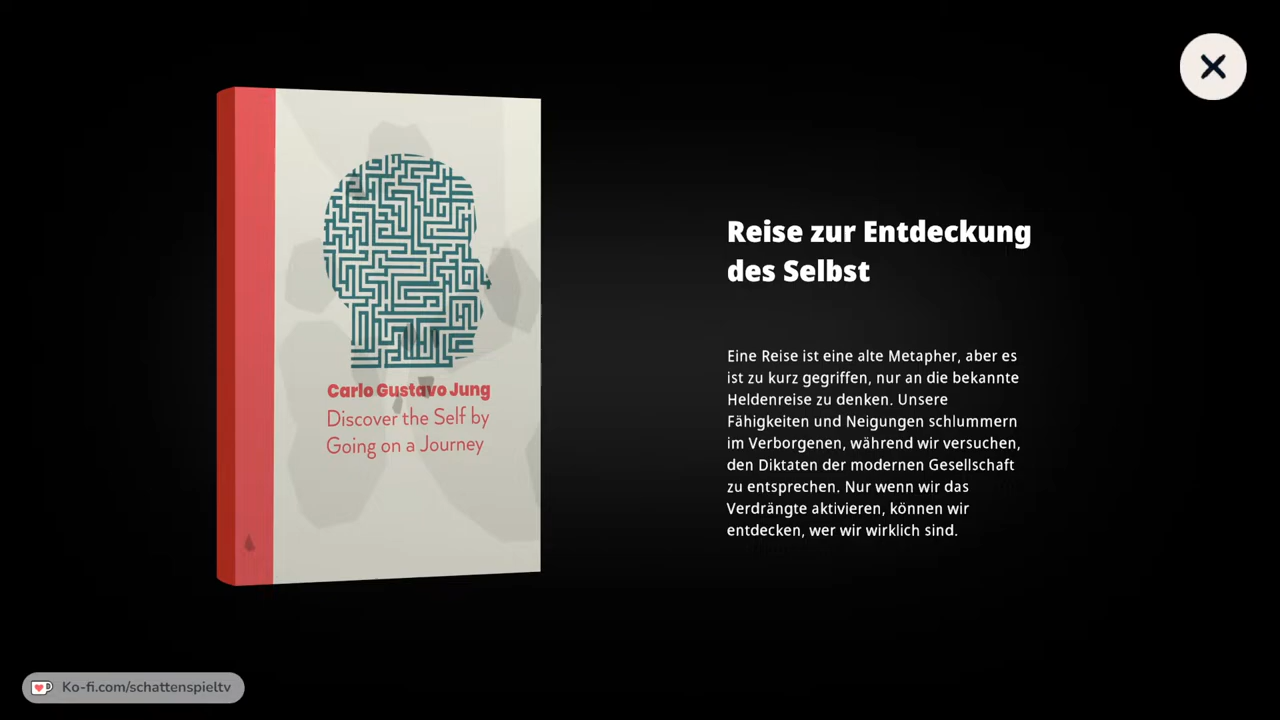 Carlo Gustavo Jung
Discover the Self by
Going on a Journey
Reise zur Entdeckung
des Selbst
Eine Reise ist eine alte Metapher, aber es
ist zu kurz gegriffen, nur an die bekannte
Heldenreise zu denken. Unsere
Fähigkeiten und Neigungen schlummern
im Verborgenen, während wir versuchen,
den Diktaten der modernen Gesellschaft
zu entsprechen. Nur wenn wir das
Verdrängte aktivieren, können wir
entdecken, wer wir wirklich sind.
Ko-fi.com/schattenspieltv